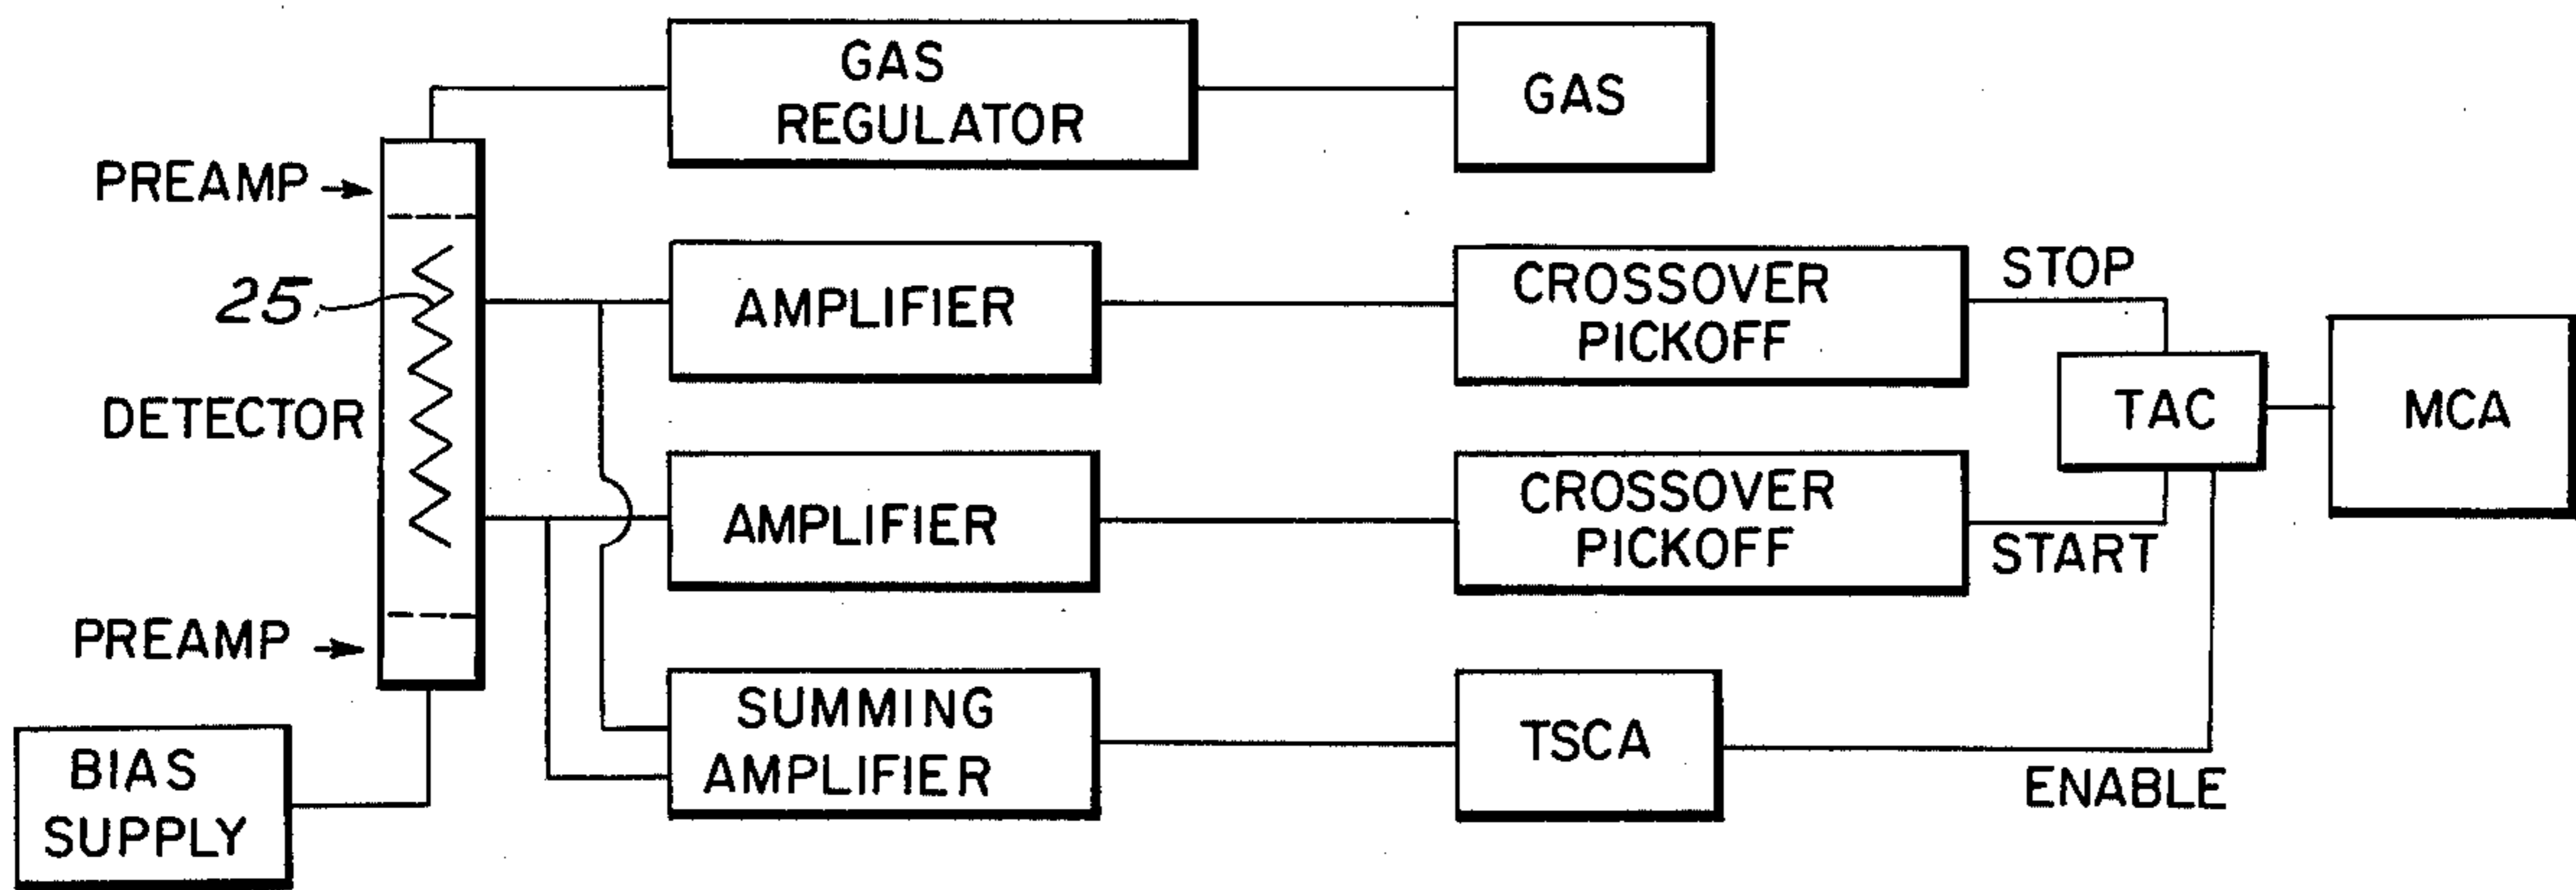 GAS
REGULATOR
GAS
PREAMP
25
AMPLIFIER
CROSSOVER
PICKOFF
STOP
DETECTOR
TAC
MCA
AMPLIFIER
CROSSOVER
PICKOFF
START
PREAMP
SUMMING
AMPLIFIER
TSCA
ENABLE
BIAS
SUPPLY